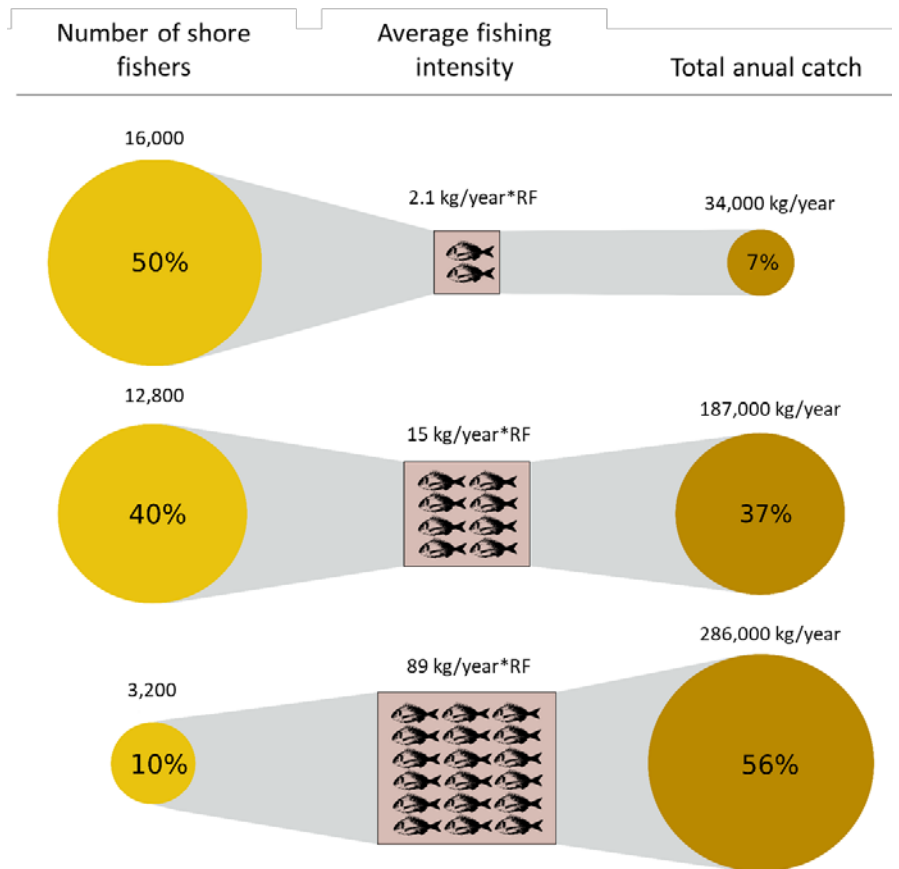 Number of shore
fishers
Average fishing
intensity
Total anual catch
16,000
2.1 kg/year*RF
34,000 kg/year
50%
7%
12,800
15 kg/year*RF
187,000 kg/year
40%
37%
3,200
89 kg/year*RF
286,000 kg/year
10%
56%